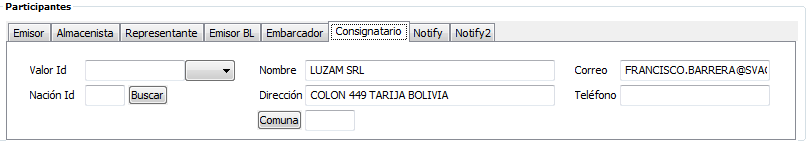 Participantes
Emisor Almacenista Representante Emisor BL Embarcador Consignatario Notify Notify2
Valor Id Nombre LUZAM SRL Correo FRANCISCO.BARRERA@SVA
Nación Id Buscar Dirección COLON 449 TARIJA BOLIVIA Teléfono
Comuna